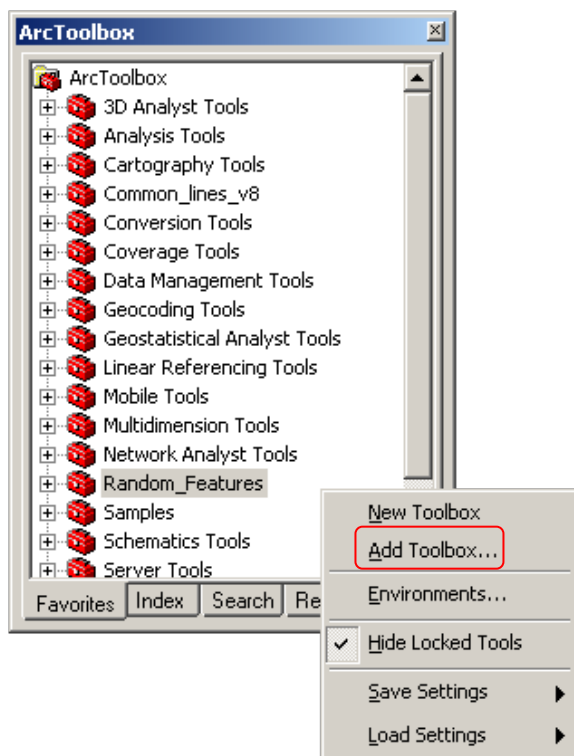 ArcToolbox
ArcToolbox
3D Analyst Tools
Analysis Tools
Cartography Tools
Common_lines_v8
Conversion Tools
Coverage Tools
Data Management Tools
Geocoding Tools
Geostatistical Analyst Tools
Linear Referencing Tools
Mobile Tools
Multidimension Tools
Network Analyst Tools
Random_Features
Samples
Schematics Tools
Server Tools
Favorites Index Search Re
New Toolbox
Add Toolbox...
Environments...
Hide Locked Tools
Save Settings
Load Settings